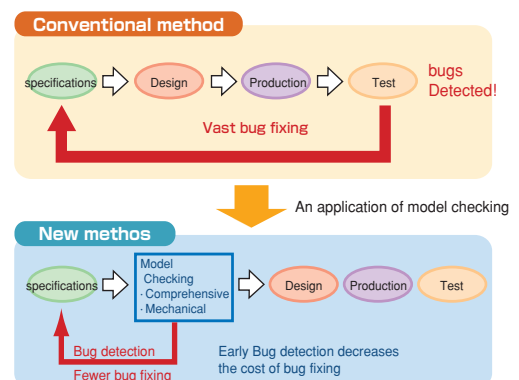 Conventional method
specifications
Design
Production
Test
bugs
Detected!
Vast bug fixing
An application of model checking
New methos
specifications
Model
Checking
· Comprehensive
· Mechanical
Design
Production
Test
Bug detection
Fewer bug fixing
Early Bug detection decreases
the cost of bug fixing